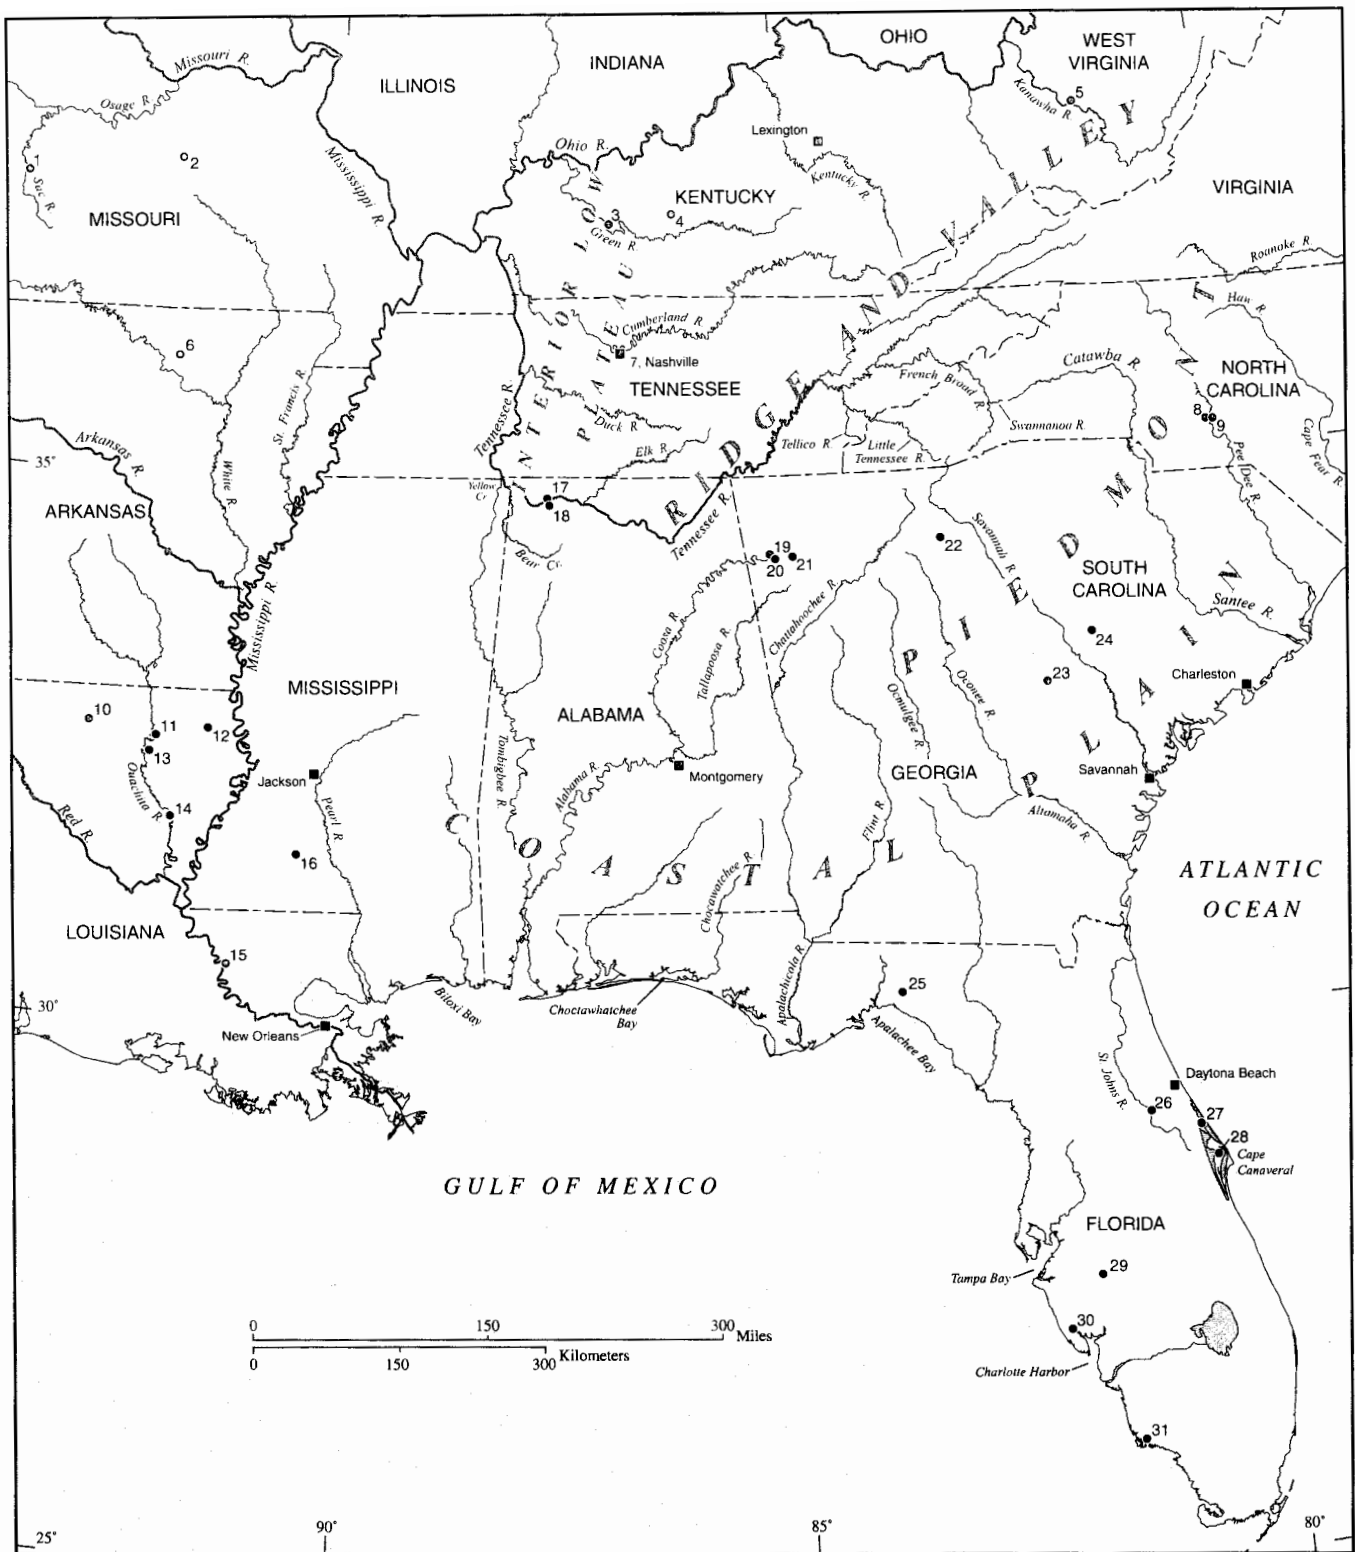 OHIO
WEST
VIRGINIA
INDIANA
ILLINOIS
Missouri R.
Osage R.
Kanawha R.
5
Lexington
Ohio R.
Mississippi R.
1
2
Sac R.
Kentucky R.
KENTUCKY
VIRGINIA
MISSOURI
3
4
Green R.
Roanoke R.
Haw R.
RIDGE AND VALLEY
INTERIOR LOW
PLATEAU
PIEDMONT
COASTAL PLAIN
Cumberland R.
6
7, Nashville
TENNESSEE
Catawba R.
French Broad R.
NORTH
CAROLINA
St. Francis R.
Tennessee R.
Duck R.
8
9
Swannanoa R.
Tellico R.
Little
Tennessee R.
Elk R.
Cape Fear R.
Pee Dee R.
Arkansas R.
35°
White R.
Yellow
Cr.
17
18
ARKANSAS
Tennessee R.
Savannah R.
22
Bear Cr.
19
20
21
SOUTH
CAROLINA
Santee R.
Mississippi R.
Coosa R.
Tallapoosa R.
Chattahoochee R.
24
23
Charleston
MISSISSIPPI
Ocmulgee R.
Oconee R.
10
11
12
13
ALABAMA
Tombigbee R.
Alabama R.
Montgomery
GEORGIA
Savannah
Jackson
Ouachita R.
14
Pearl R.
Flint R.
Altamaha R.
Red R.
16
Chocawatchee R.
ATLANTIC
OCEAN
LOUISIANA
15
Apalachicola R.
25
30°
Biloxi Bay
Choctawhatchee
Bay
New Orleans
Apalachee Bay
St. Johns R.
Daytona Beach
26
27
28
Cape
Canaveral
GULF OF MEXICO
FLORIDA
Tampa Bay
29
0 150 300 Miles
0 150 300 Kilometers
30
Charlotte Harbor
31
25°
90°
85°
80°